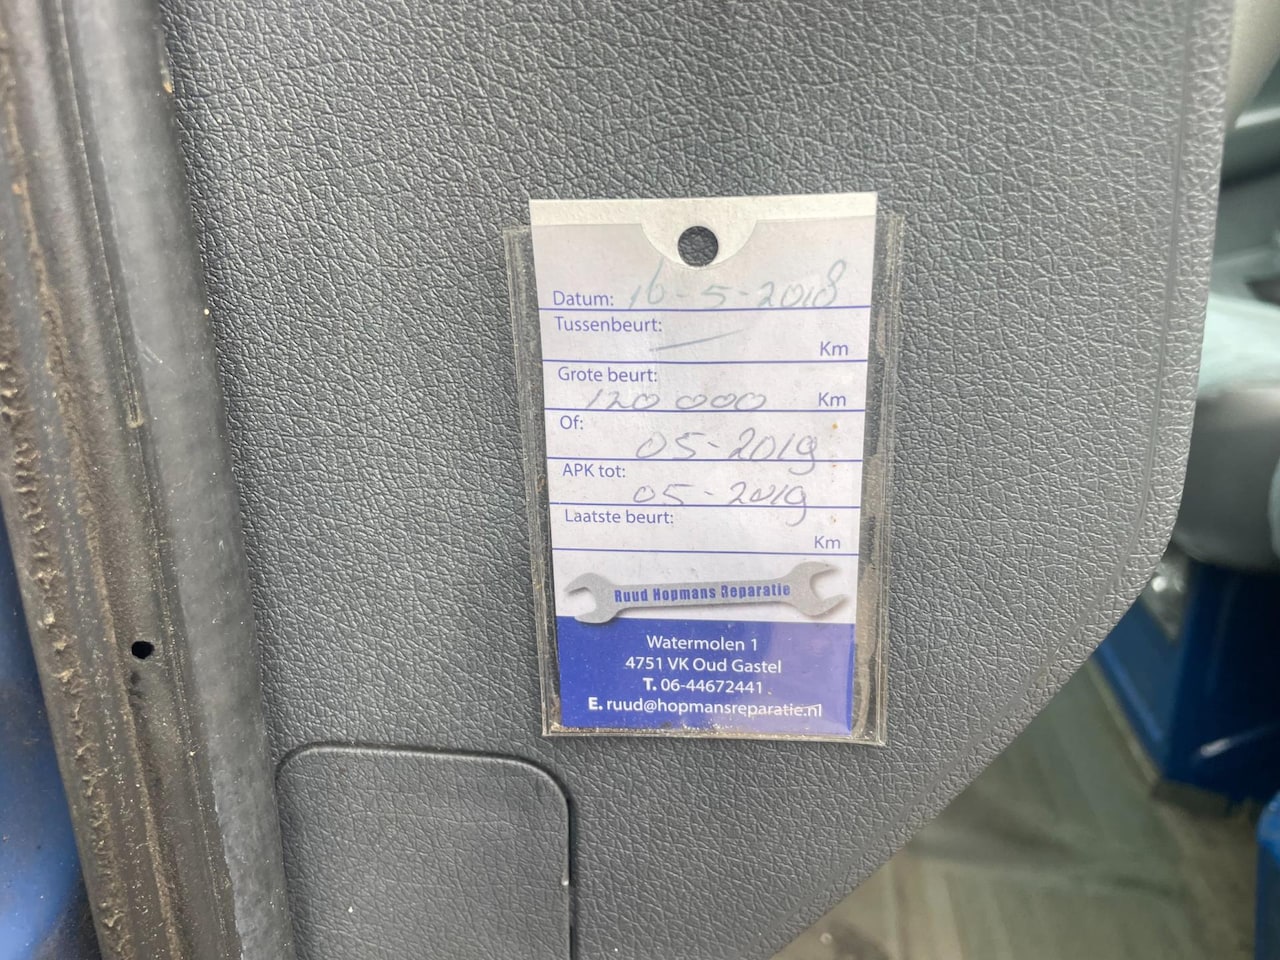 Datum: 16-5-2018
Tussenbeurt: —
Km
Grote beurt:
120 000 Km
Of:
05-2019
APK tot:
05-2019
Laatste beurt:
Km
Ruud Hopmans Reparatie
Watermolen 1
4751 VK Oud Gastel
T. 06-44672441
E. ruud@hopmansreparatie.nl